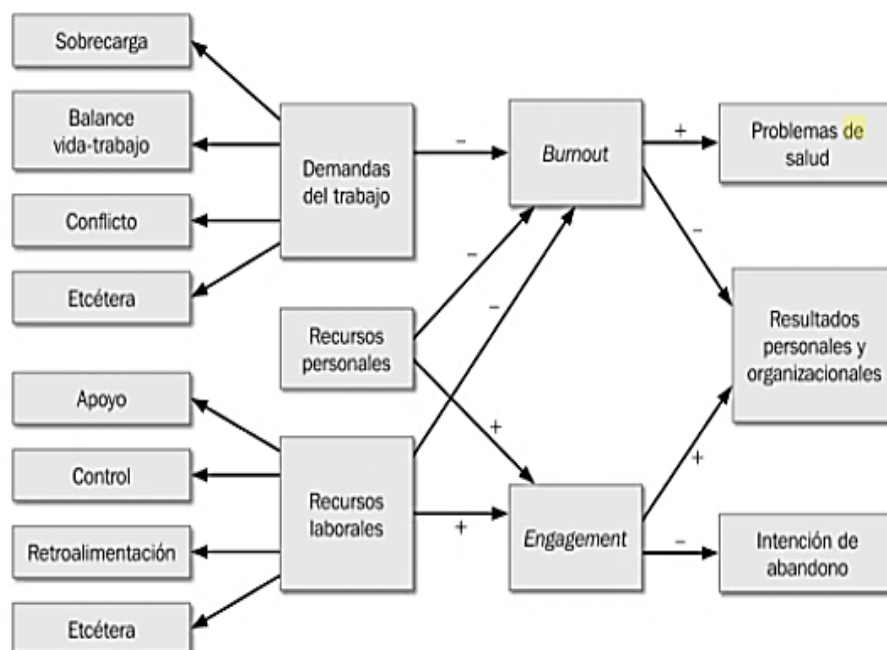 Sobrecarga
Balance
vida-trabajo
Conflicto
Etcétera
Demandas
del trabajo
–
Burnout
+
Problemas de
salud
–
Recursos
personales
–
–
+
Resultados
personales y
organizacionales
Apoyo
Control
Retroalimentación
Etcétera
Recursos
laborales
+
Engagement
+
–
Intención de
abandono